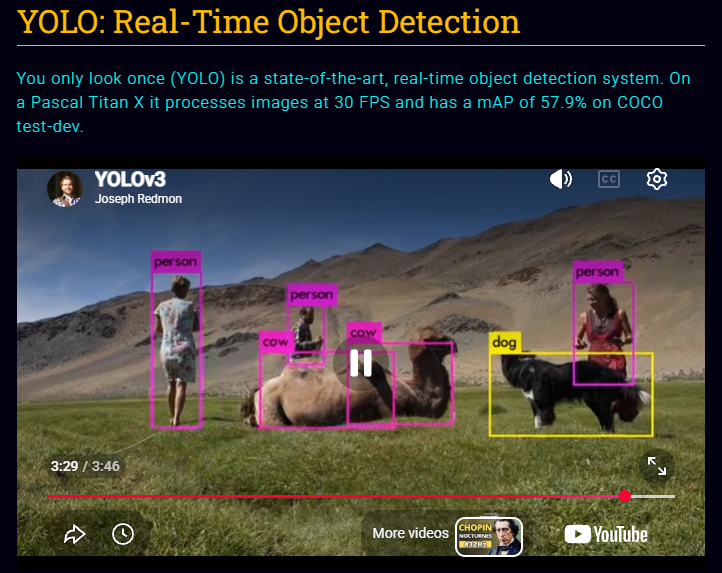 YOLO: Real-Time Object Detection
You only look once (YOLO) is a state-of-the-art, real-time object detection system. On
a Pascal Titan X it processes images at 30 FPS and has a mAP of 57.9% on COCO
test-dev.
YOLOv3
Joseph Redmon
CC
person
person
person
cow
cow
dog
3:29 / 3:46
More videos
CHOPIN
NOCTURNES
YouTube